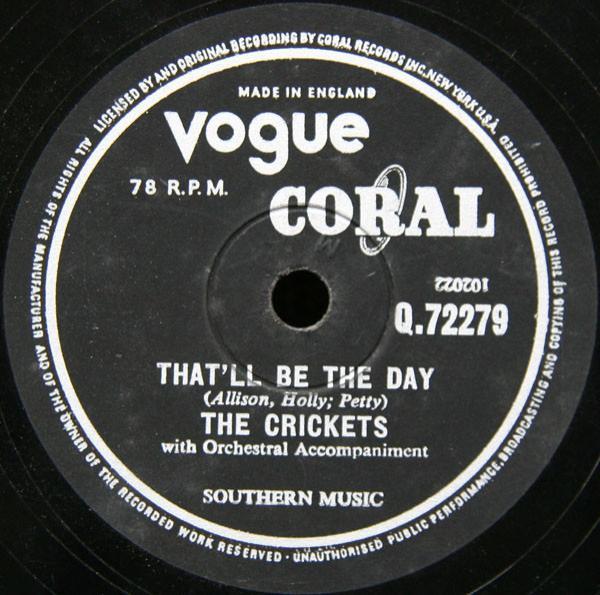 ALL RIGHTS OF THE MANUFACTURER AND OF THE OWNER OF THE RECORDED WORK RESERVED · UNAUTHORISED PUBLIC PERFORMANCE, BROADCASTING AND COPYING OF THIS RECORD PROHIBITED
LICENSED BY AND ORIGINAL RECORDING BY CORAL RECORDS INC. NEW YORK U.S.A.
MADE IN ENGLAND
vogue
78 R.P.M.
CORAL
102022
Q.72279
THAT'LL BE THE DAY
(Allison, Holly; Petty)
THE CRICKETS
with Orchestral Accompaniment
SOUTHERN MUSIC